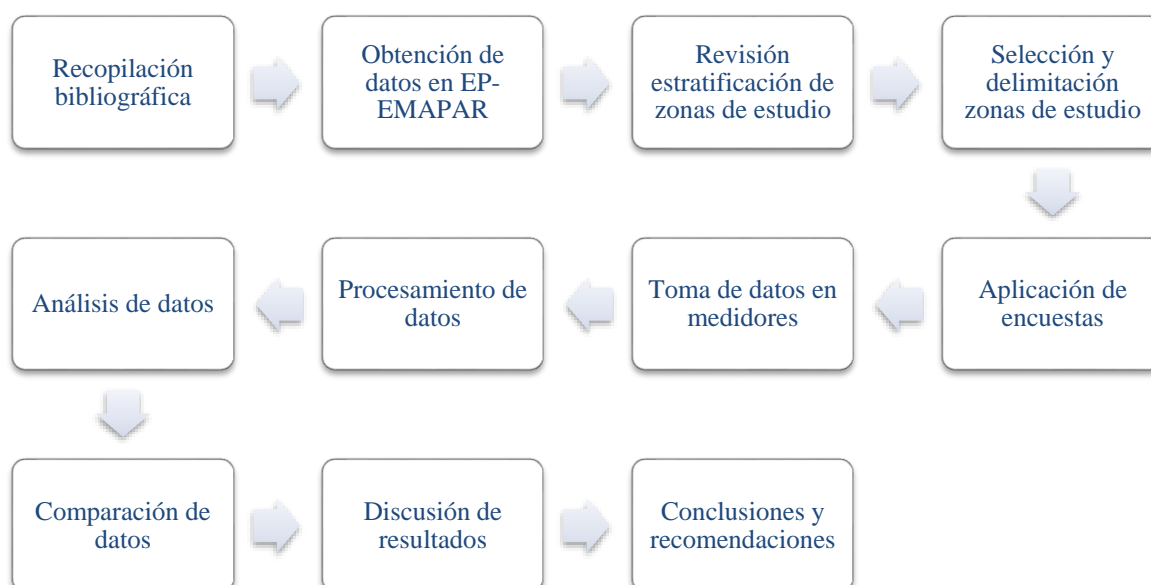 Recopilación
bibliográfica
Obtención de
datos en EP-
EMAPAR
Revisión
estratificación de
zonas de estudio
Selección y
delimitación
zonas de estudio
Aplicación de
encuestas
Toma de datos en
medidores
Procesamiento de
datos
Análisis de datos
Comparación de
datos
Discusión de
resultados
Conclusiones y
recomendaciones